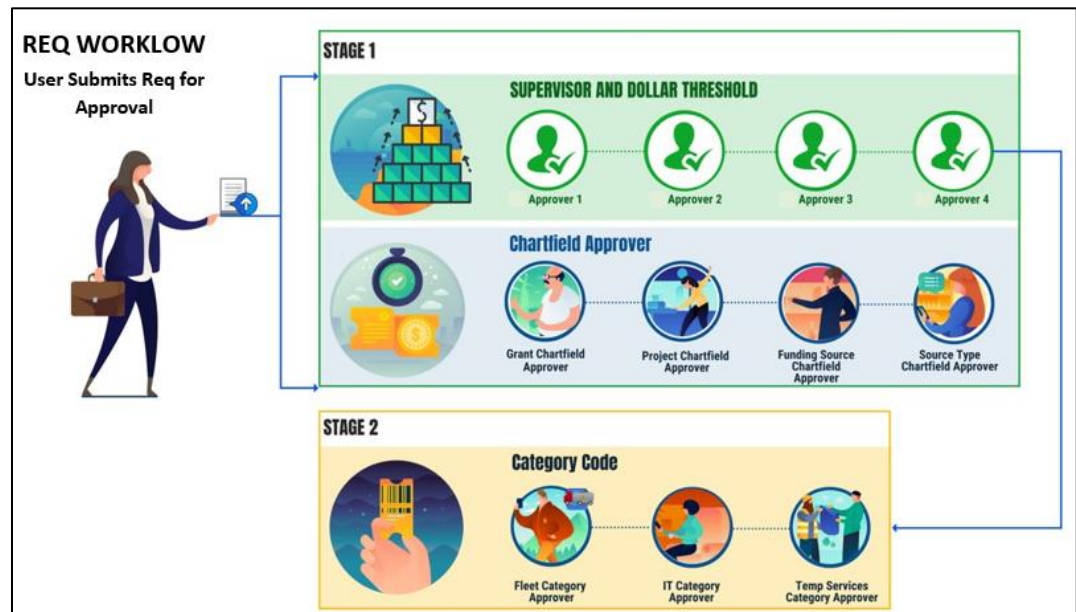 REQ WORKLOW
User Submits Req for
Approval
STAGE 1
SUPERVISOR AND DOLLAR THRESHOLD
$
Approver 1
Approver 2
Approver 3
Approver 4
Chartfield Approver
$
Grant Chartfield
Approver
Project Chartfield
Approver
Funding Source
Chartfield
Approver
Source Type
Chartfield Approver
STAGE 2
Category Code
Fleet Category
Approver
IT Category
Approver
Temp Services
Category Approver